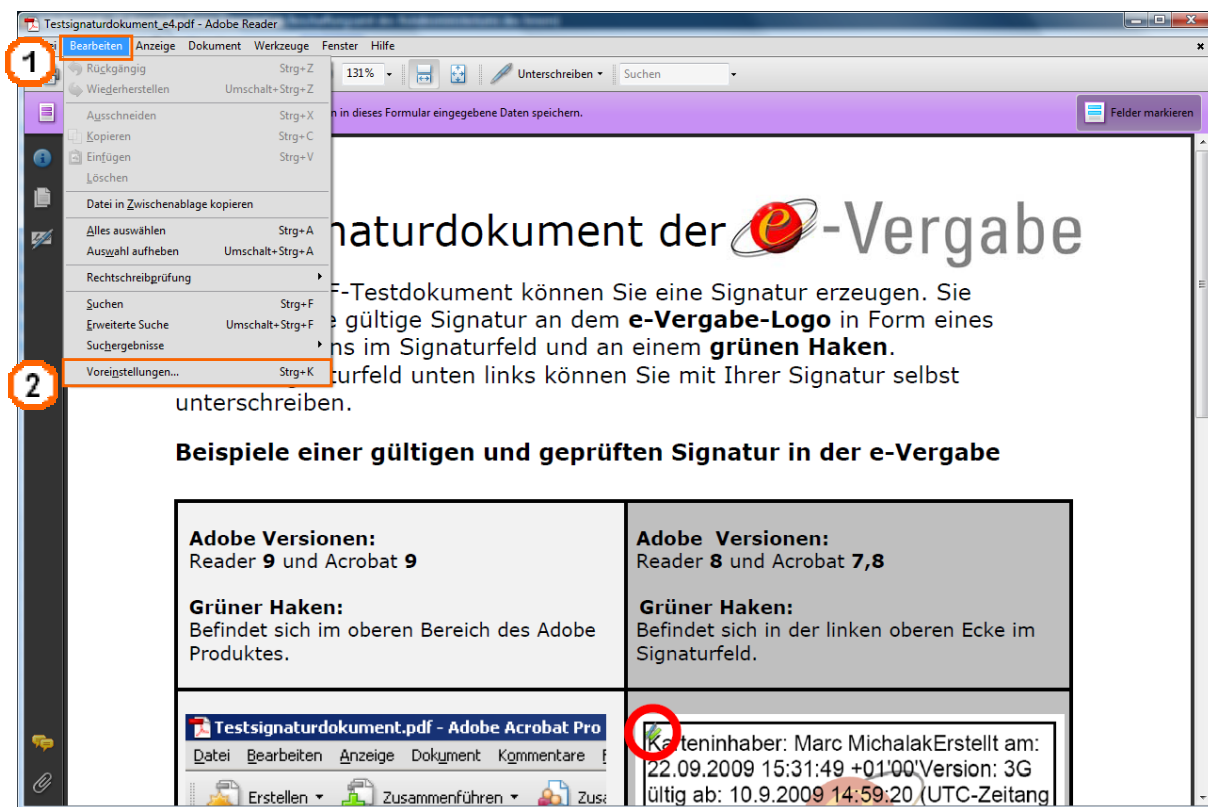 Testsignaturdokument_e4.pdf - Adobe Reader
Bearbeiten Anzeige Dokument Werkzeuge Fenster Hilfe
1
131% Unterschreiben Suchen
Rückgängig Strg+Z
Wiederherstellen Umschalt+Strg+Z
Ausschneiden Strg+X
Kopieren Strg+C
Einfügen Strg+V
Löschen
Datei in Zwischenablage kopieren
Alles auswählen Strg+A
Auswahl aufheben Umschalt+Strg+A
Rechtschreibprüfung
Suchen Strg+F
Erweiterte Suche Umschalt+Strg+F
Suchergebnisse
Voreinstellungen... Strg+K
2
n in dieses Formular eingegebene Daten speichern.
Felder markieren
naturdokument der e-Vergabe
F-Testdokument können Sie eine Signatur erzeugen. Sie
e gültige Signatur an dem e-Vergabe-Logo in Form eines
ns im Signaturfeld und an einem grünen Haken.
turfeld unten links können Sie mit Ihrer Signatur selbst
unterschreiben.
Beispiele einer gültigen und geprüften Signatur in der e-Vergabe
Adobe Versionen:
Reader 9 und Acrobat 9
Grüner Haken:
Befindet sich im oberen Bereich des Adobe
Produktes.
Adobe Versionen:
Reader 8 und Acrobat 7,8
Grüner Haken:
Befindet sich in der linken oberen Ecke im
Signaturfeld.
Testsignaturdokument.pdf - Adobe Acrobat Pro
Datei Bearbeiten Anzeige Dokument Kommentare
Erstellen Zusammenführen Zusa
Karteninhaber: Marc MichalakErstellt am:
22.09.2009 15:31:49 +01'00'Version: 3G
ültig ab: 10.9.2009 14:59:20 (UTC-Zeitang